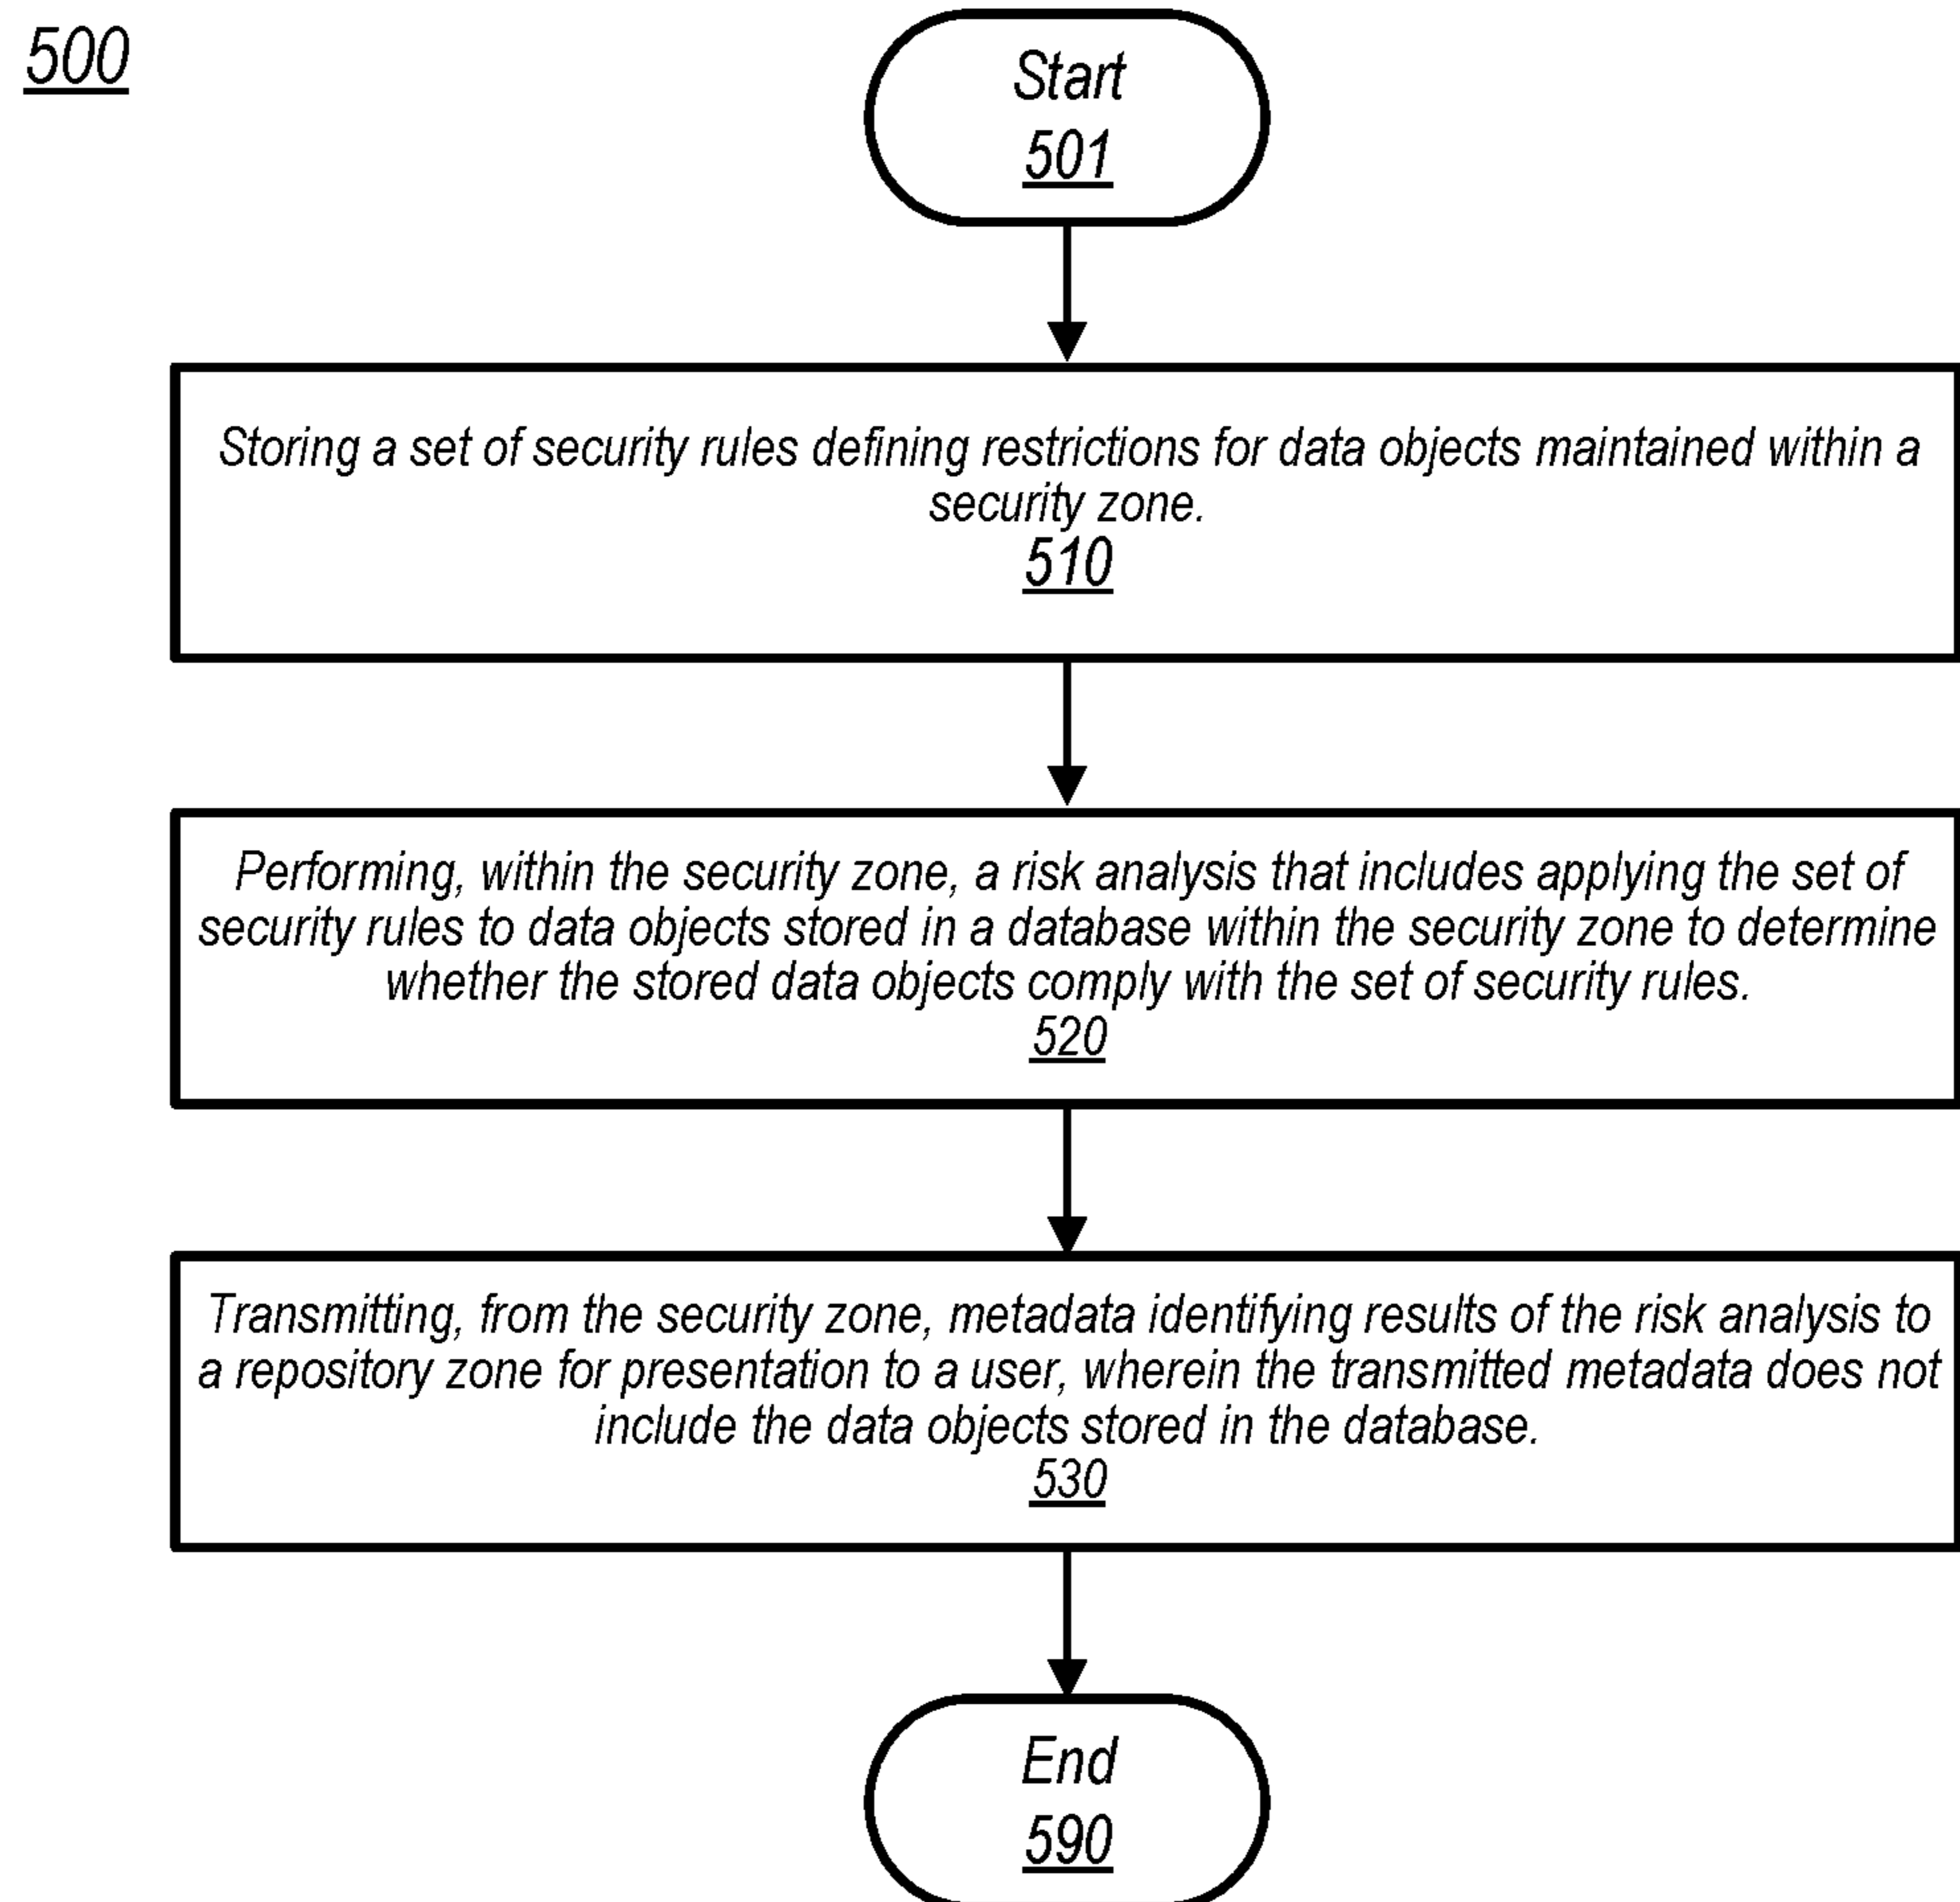 500
Start
501
Storing a set of security rules defining restrictions for data objects maintained within a
security zone.
510
Performing, within the security zone, a risk analysis that includes applying the set of
security rules to data objects stored in a database within the security zone to determine
whether the stored data objects comply with the set of security rules.
520
Transmitting, from the security zone, metadata identifying results of the risk analysis to
a repository zone for presentation to a user, wherein the transmitted metadata does not
include the data objects stored in the database.
530
End
590